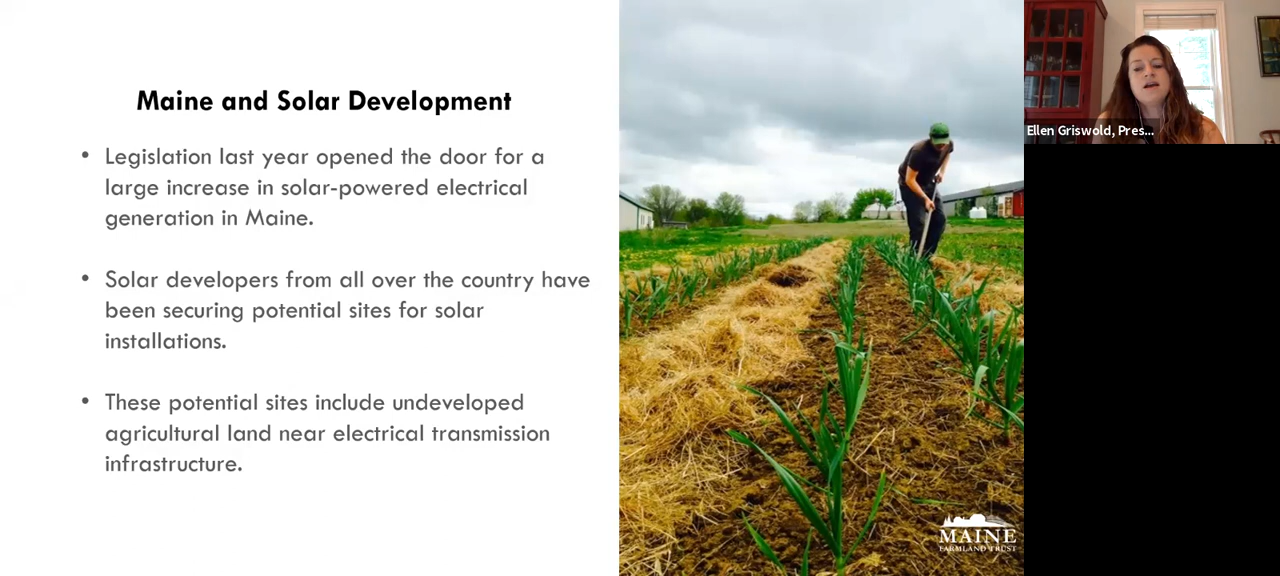 Maine and Solar Development
• Legislation last year opened the door for a
large increase in solar-powered electrical
generation in Maine.
• Solar developers from all over the country have
been securing potential sites for solar
installations.
• These potential sites include undeveloped
agricultural land near electrical transmission
infrastructure.
Ellen Griswold, Pres...
MAINE
FARMLAND TRUST